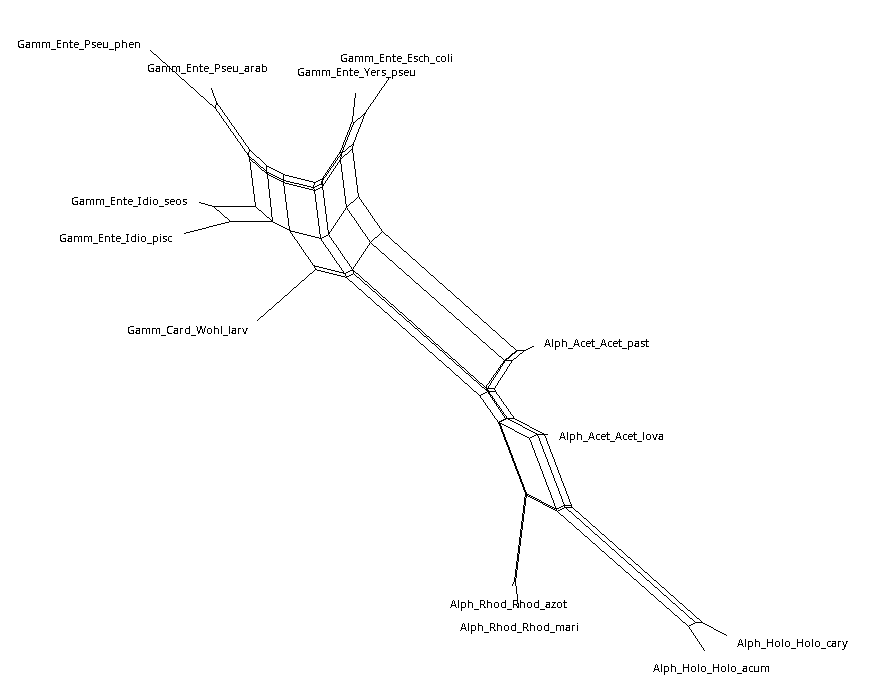 Gamm_Ente_Pseu_phen
Gamm_Ente_Esch_coli
Gamm_Ente_Pseu_arab
Gamm_Ente_Yers_pseu
Gamm_Ente_Idio_seos
Gamm_Ente_Idio_pisc
Gamm_Card_Wohl_larv
Alph_Acet_Acet_past
Alph_Acet_Acet_lova
Alph_Rhod_Rhod_azot
Alph_Rhod_Rhod_mari
Alph_Holo_Holo_cary
Alph_Holo_Holo_acum